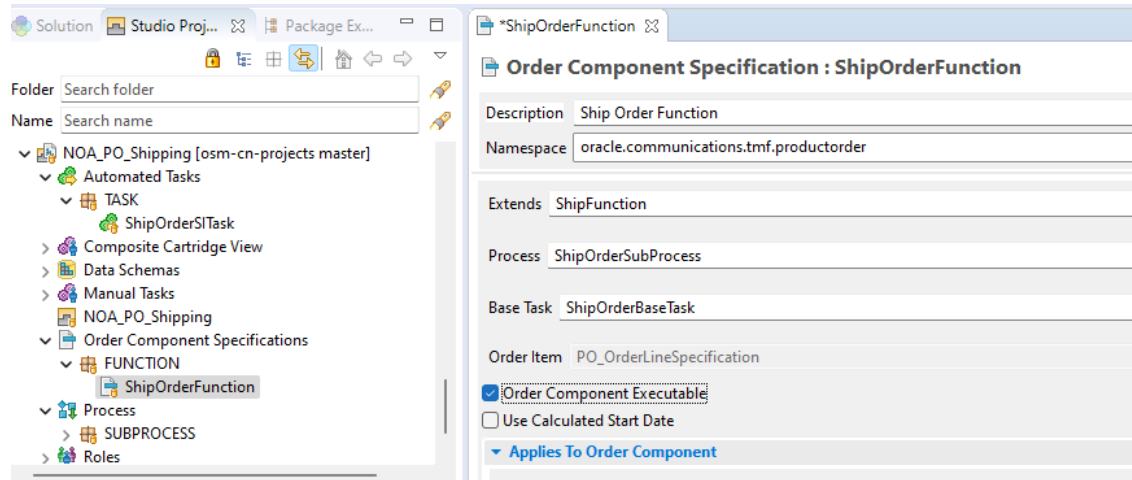 Solution
Studio Proj...
Package Ex...
Folder Search folder
Name Search name
NOA_PO_Shipping [osm-cn-projects master]
Automated Tasks
TASK
ShipOrderSITask
Composite Cartridge View
Data Schemas
Manual Tasks
NOA_PO_Shipping
Order Component Specifications
FUNCTION
ShipOrderFunction
Process
SUBPROCESS
Roles
*ShipOrderFunction
Order Component Specification : ShipOrderFunction
Description Ship Order Function
Namespace oracle.communications.tmf.productorder
Extends ShipFunction
Process ShipOrderSubProcess
Base Task ShipOrderBaseTask
Order Item PO_OrderLineSpecification
Order Component Executable
Use Calculated Start Date
Applies To Order Component